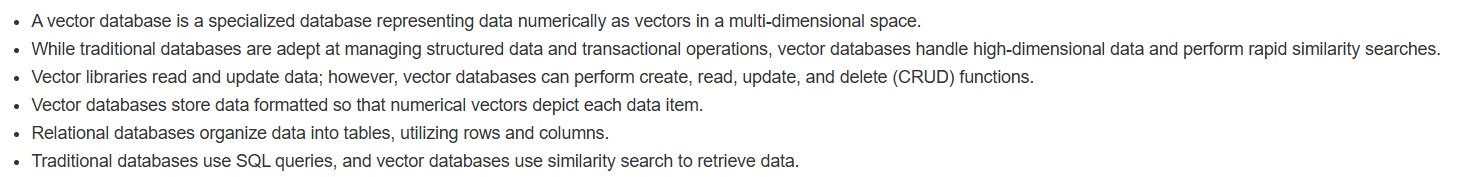 • A vector database is a specialized database representing data numerically as vectors in a multi-dimensional space.
• While traditional databases are adept at managing structured data and transactional operations, vector databases handle high-dimensional data and perform rapid similarity searches.
• Vector libraries read and update data; however, vector databases can perform create, read, update, and delete (CRUD) functions.
• Vector databases store data formatted so that numerical vectors depict each data item.
• Relational databases organize data into tables, utilizing rows and columns.
• Traditional databases use SQL queries, and vector databases use similarity search to retrieve data.